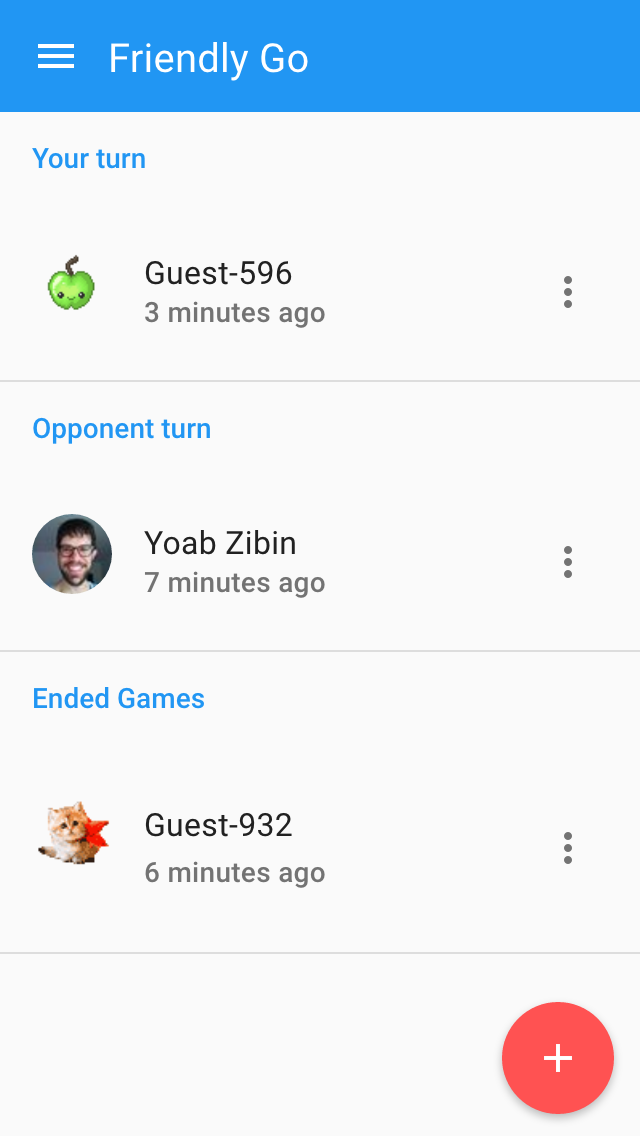 Friendly Go
Your turn
Guest-596
3 minutes ago
Opponent turn
Yoab Zibin
7 minutes ago
Ended Games
Guest-932
6 minutes ago